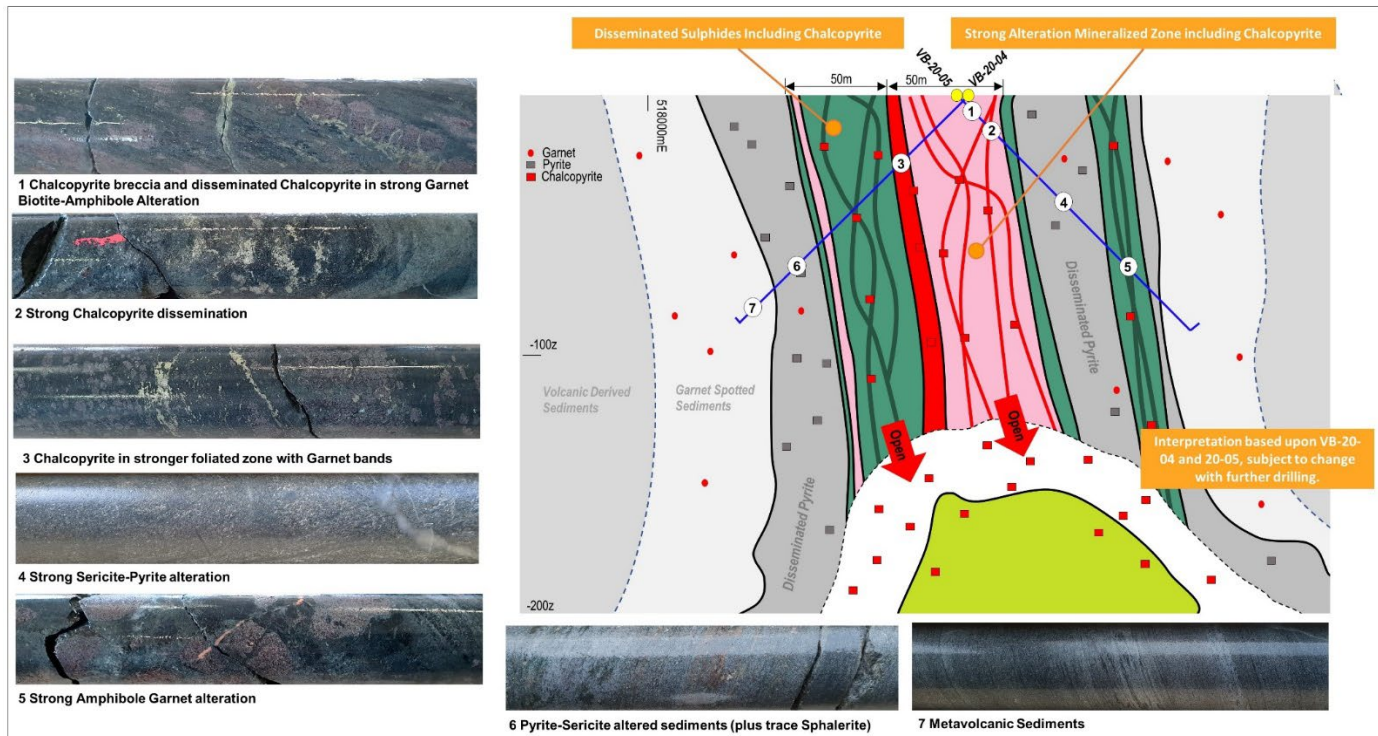 Disseminated Sulphides Including Chalcopyrite
Strong Alteration Mineralized Zone including Chalcopyrite
VB-20-05
VB-20-04
50m
50m
518000mE
1
2
3
4
5
6
7
Garnet
Pyrite
Chalcopyrite
1 Chalcopyrite breccia and disseminated Chalcopyrite in strong Garnet
Biotite-Amphibole Alteration
2 Strong Chalcopyrite dissemination
3 Chalcopyrite in stronger foliated zone with Garnet bands
4 Strong Sericite-Pyrite alteration
5 Strong Amphibole Garnet alteration
-100z
Volcanic Derived
Sediments
Garnet Spotted
Sediments
Disseminated Pyrite
Disseminated Pyrite
Open
Open
Interpretation based upon VB-20-
04 and 20-05, subject to change
with further drilling.
-200z
6 Pyrite-Sericite altered sediments (plus trace Sphalerite)
7 Metavolcanic Sediments